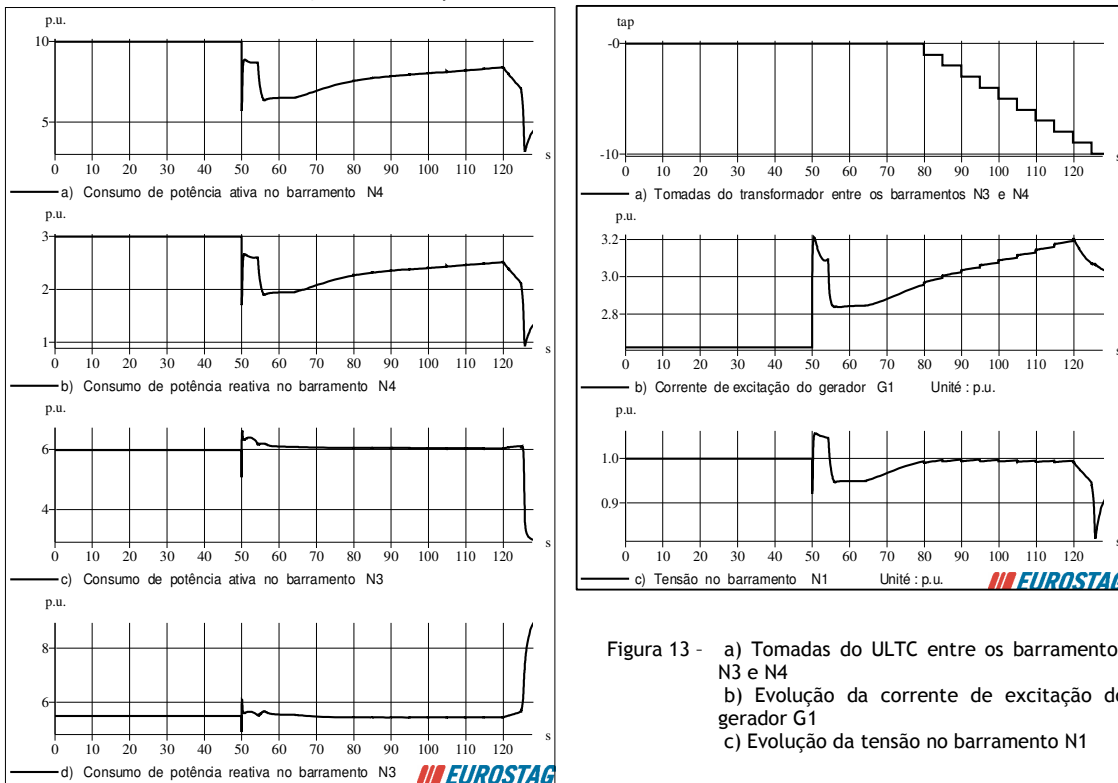 p.u.
10
5
s
0 10 20 30 40 50 60 70 80 90 100 110 120
a) Consumo de potência ativa no barramento N4
p.u.
3
2
1
s
0 10 20 30 40 50 60 70 80 90 100 110 120
b) Consumo de potência reativa no barramento N4
p.u.
6
4
s
0 10 20 30 40 50 60 70 80 90 100 110 120
c) Consumo de potência ativa no barramento N3
p.u.
8
6
s
0 10 20 30 40 50 60 70 80 90 100 110 120
d) Consumo de potência reativa no barramento N3
EUROSTAG
tap
-0
-10
s
0 10 20 30 40 50 60 70 80 90 100 110 120
a) Tomadas do transformador entre os barramentos N3 e N4
p.u.
3.2
3.0
2.8
s
0 10 20 30 40 50 60 70 80 90 100 110 120
b) Corrente de excitação do gerador G1 Unité : p.u.
p.u.
1.0
0.9
s
0 10 20 30 40 50 60 70 80 90 100 110 120
c) Tensão no barramento N1 Unité : p.u.
EUROSTAG
Figura 13 - a) Tomadas do ULTC entre os barramento
N3 e N4
b) Evolução da corrente de excitação d
gerador G1
c) Evolução da tensão no barramento N1